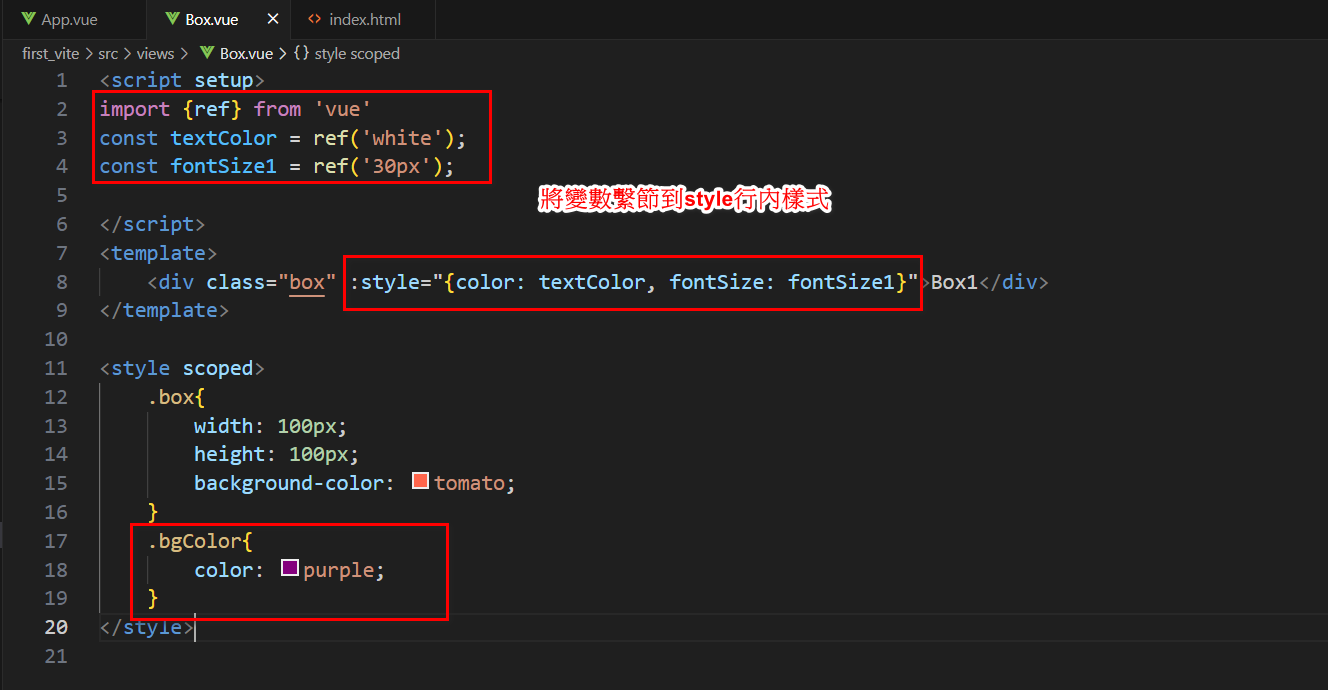 App.vue Box.vue × index.html
first_vite > src > views > Box.vue > {} style scoped
1 <script setup>
2 import {ref} from 'vue'
3 const textColor = ref('white');
4 const fontSize1 = ref('30px');
5
將變數繫節到style行內樣式
6 </script>
7 <template>
8 <div class="box" :style="{color: textColor, fontSize: fontSize1}">Box1</div>
9 </template>
10
11 <style scoped>
12 .box{
13 width: 100px;
14 height: 100px;
15 background-color: tomato;
16 }
17 .bgColor{
18 color: purple;
19 }
20 </style>
21